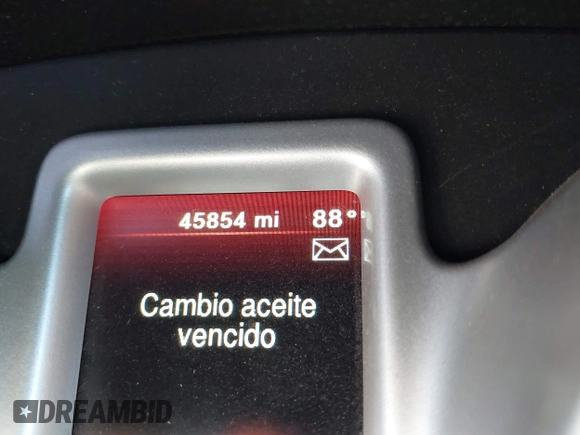 45854 mi 88°
Cambio aceite
vencido
DREAMBID